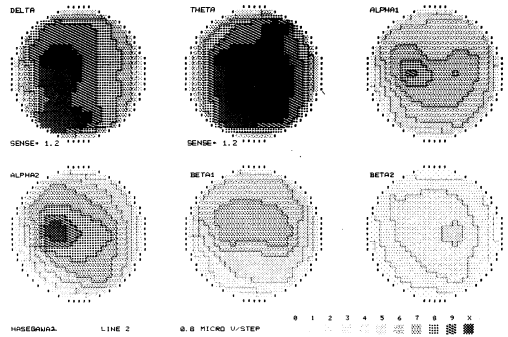 DELTA THETA ALPHA1
SENSE* 1.2 SENSE* 1.2
ALPHA2 BETA1 BETA2
0 1 2 3 4 5 6 7 8 9 X
HASEGAWA1 LINE 2 0.8 MICRO V/STEP